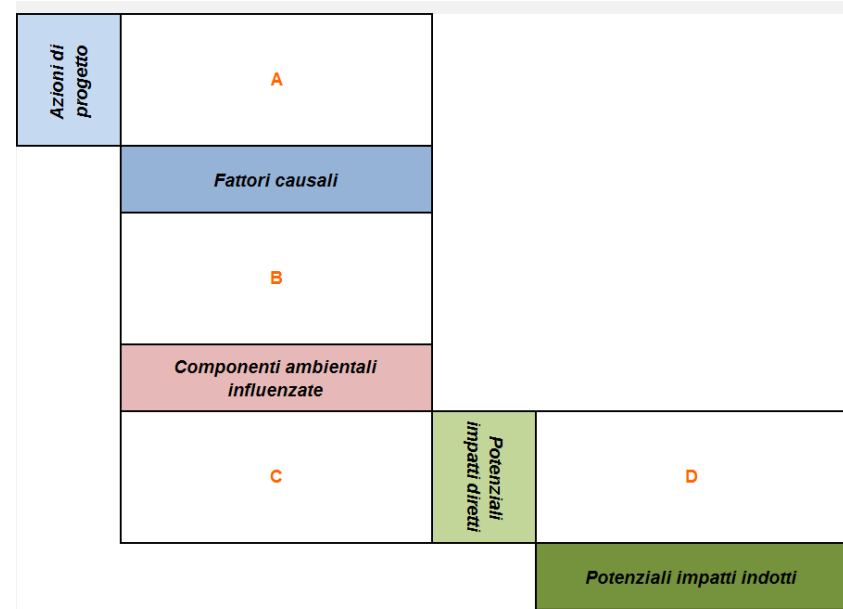 Azioni di
progetto
A
Fattori causali
B
Componenti ambientali
influenzate
C
Potenziali
impatti diretti
D
Potenziali impatti indotti